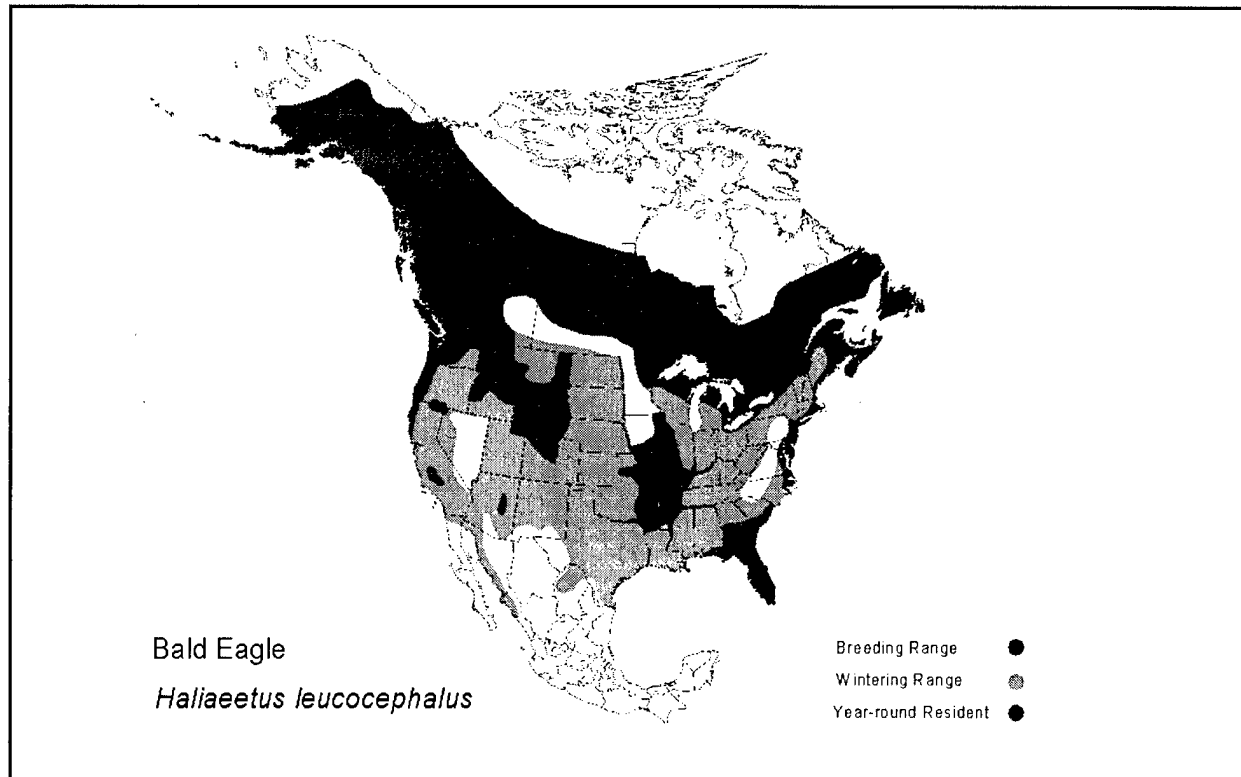 Bald Eagle
Haliaeetus leucocephalus
Breeding Range
Wintering Range
Year-round Resident